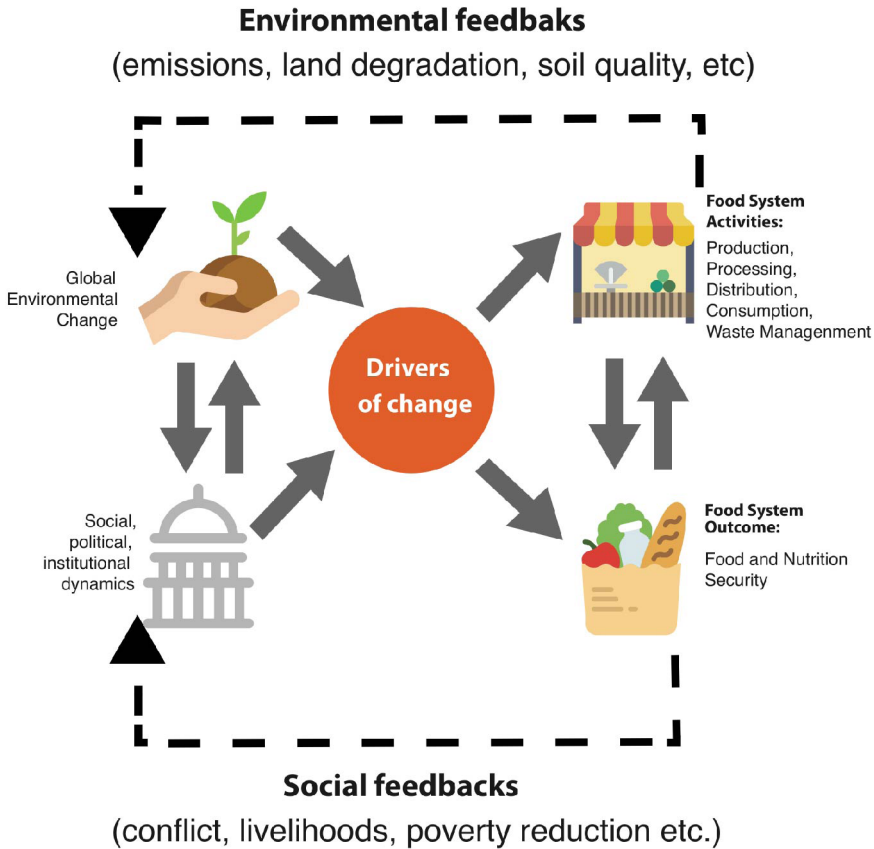 Environmental feedbaks
(emissions, land degradation, soil quality, etc)
Food System
Activities:
Production,
Processing,
Distribution,
Consumption,
Waste Managenment
Global
Environmental
Change
Drivers
of change
Social,
political,
institutional
dynamics
Food System
Outcome:
Food and Nutrition
Security
Social feedbacks
(conflict, livelihoods, poverty reduction etc.)